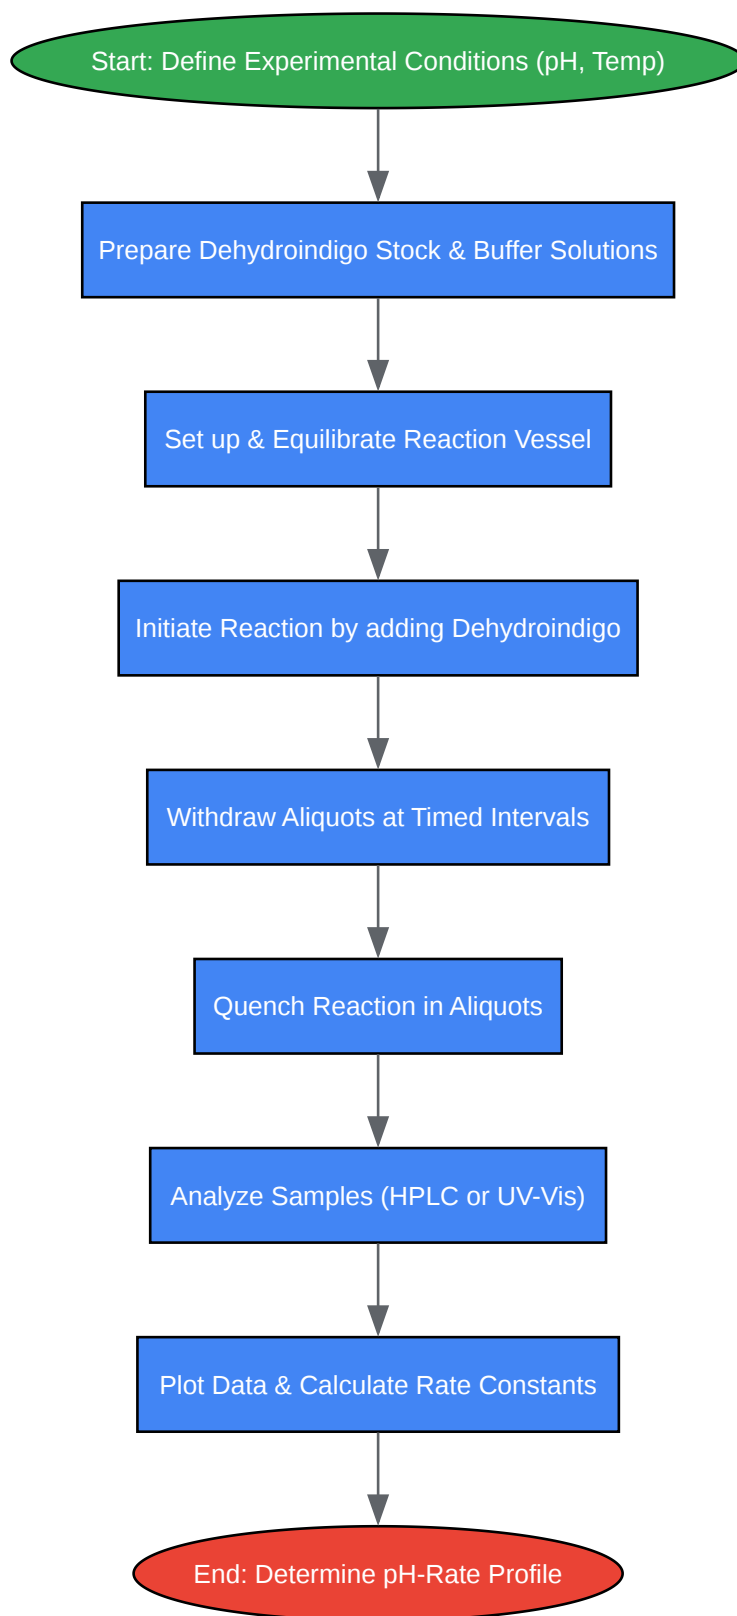 Start: Define Experimental Conditions (pH, Temp)
Prepare Dehydroindigo Stock & Buffer Solutions
Set up & Equilibrate Reaction Vessel
Initiate Reaction by adding Dehydroindigo
Withdraw Aliquots at Timed Intervals
Quench Reaction in Aliquots
Analyze Samples (HPLC or UV-Vis)
Plot Data & Calculate Rate Constants
End: Determine pH-Rate Profile